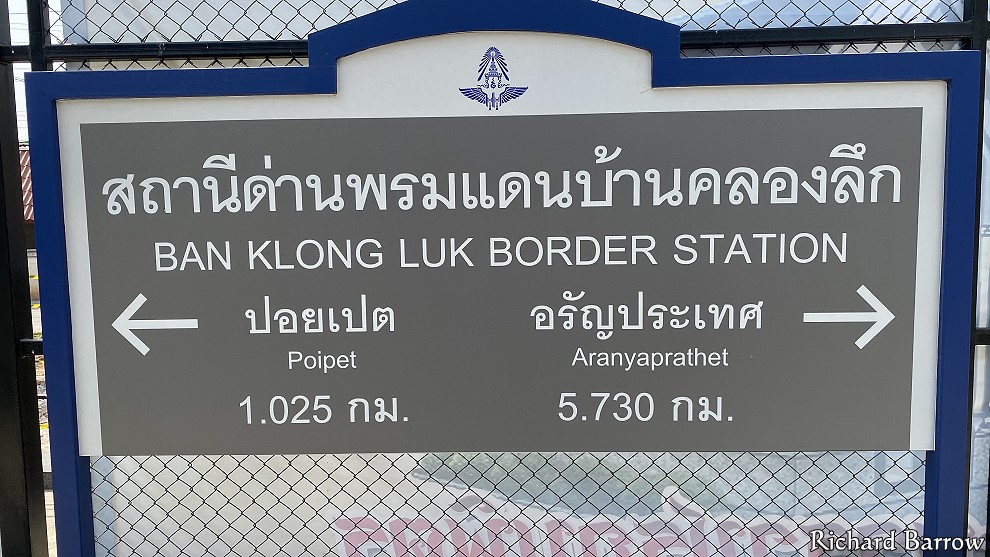 สถานีด่านพรมแดนบ้านคลองลึก
BAN KLONG LUK BORDER STATION
← ปอยเปต อรัญประเทศ →
Poipet Aranyaprathet
1.025 กม. 5.730 กม.
Richard Barrow